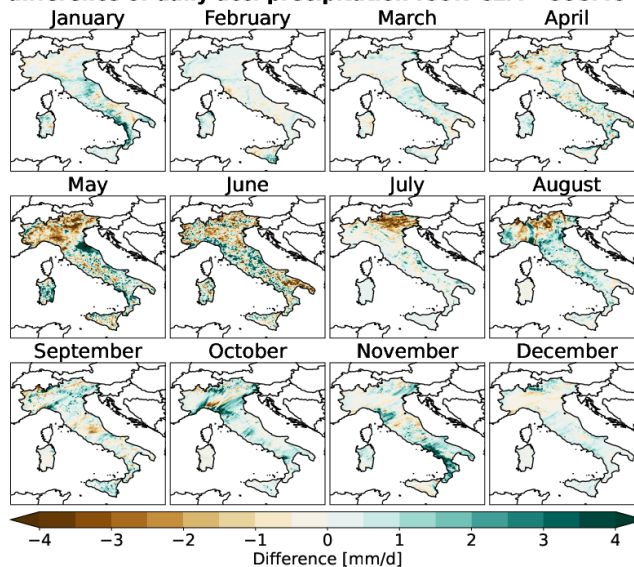 January February March April
May June July August
September October November December
−4 −3 −2 −1 0 1 2 3 4
Difference [mm/d]